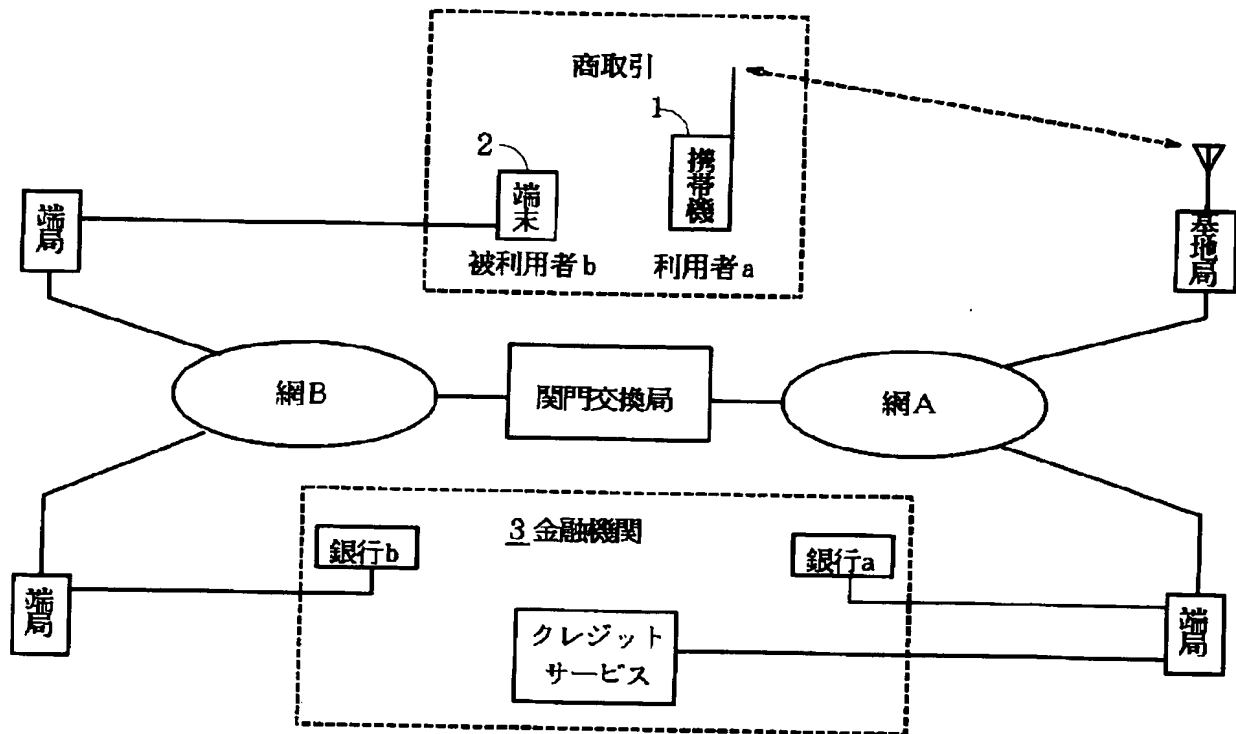 商取引
1
携帯機
2
端末
端局
基地局
被利用者b
利用者a
網B
関門交換局
網A
3 金融機関
銀行b
銀行a
端局
クレジット
サービス
端局